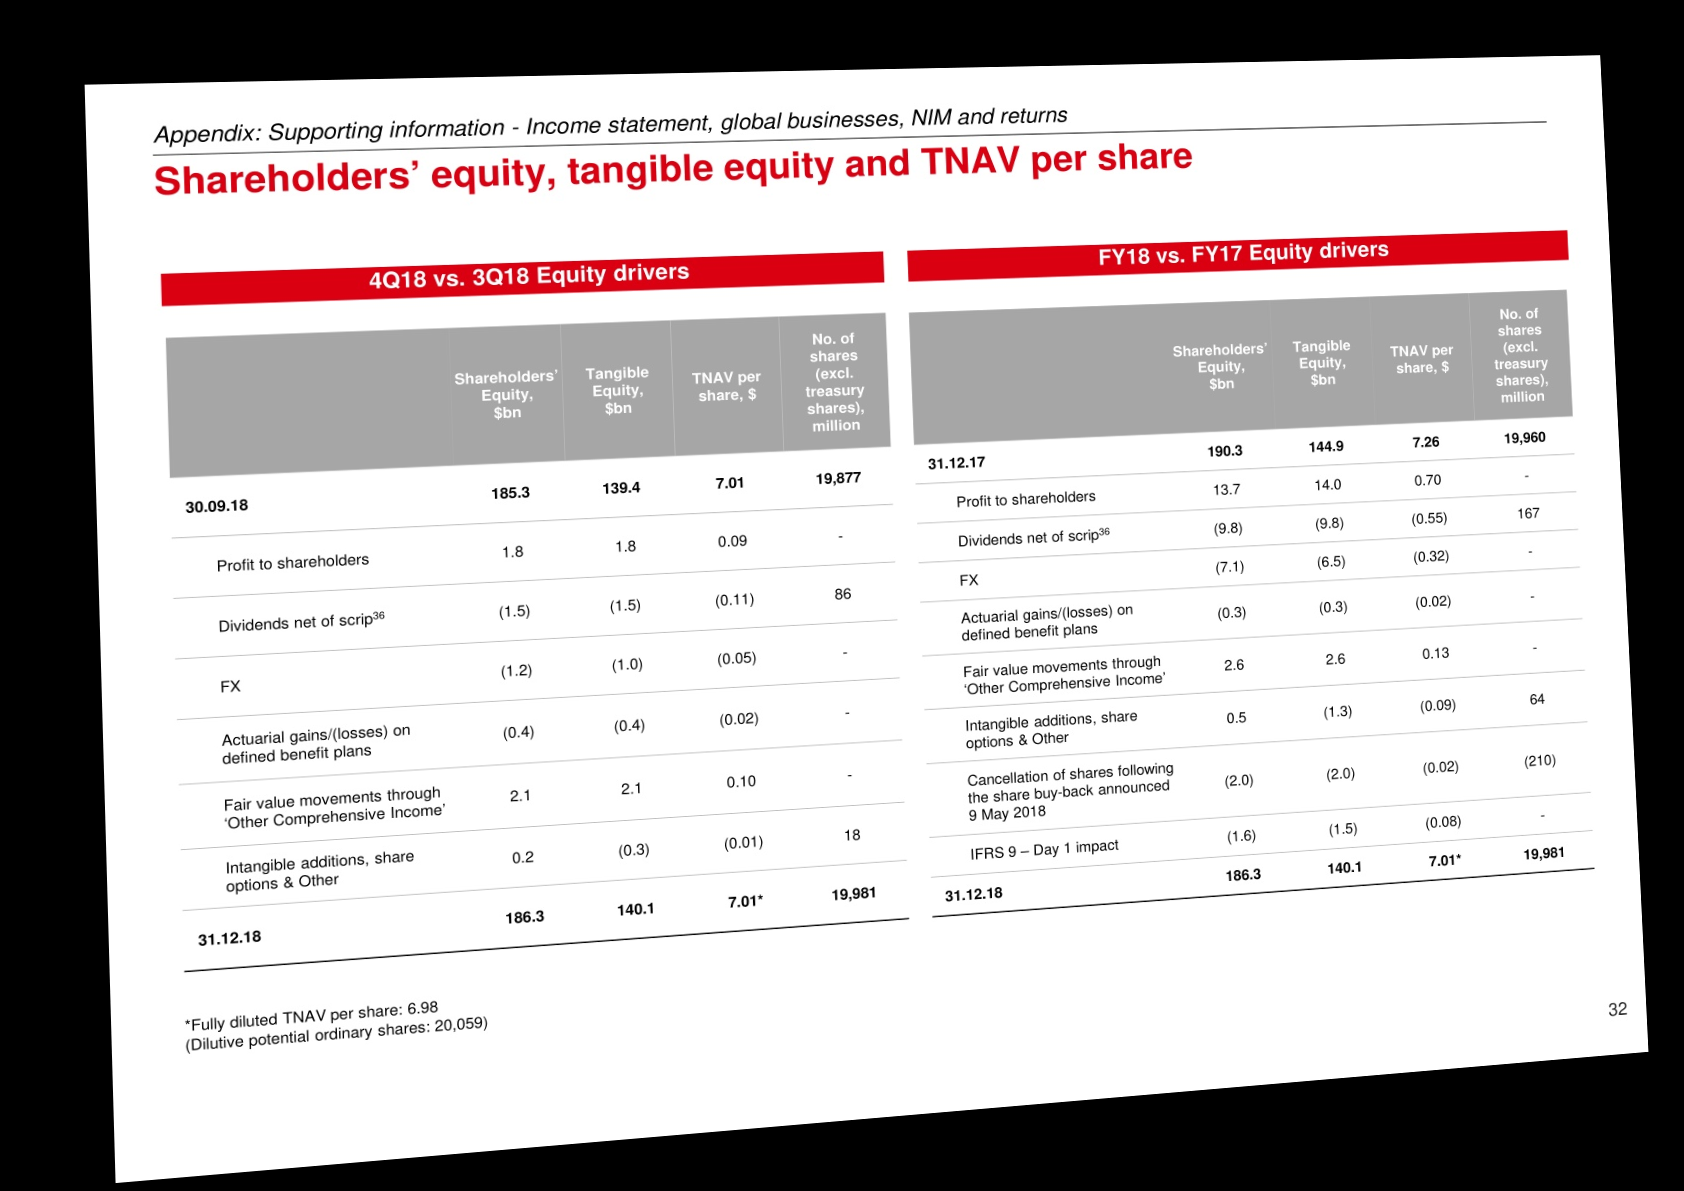 Appendix: Supporting information - Income statement, global businesses, NIM and returns
Shareholders’ equity, tangible equity and TNAV per share
4Q18 vs. 3Q18 Equity drivers
Shareholders’ Equity, $bn Tangible Equity, $bn TNAV per share, $ No. of shares (excl. treasury shares), million
30.09.18 185.3 139.4 7.01 19,877
Profit to shareholders 1.8 1.8 0.09 -
Dividends net of scrip36 (1.5) (1.5) (0.11) 86
FX (1.2) (1.0) (0.05) -
Actuarial gains/(losses) on defined benefit plans (0.4) (0.4) (0.02) -
Fair value movements through ‘Other Comprehensive Income’ 2.1 2.1 0.10 -
Intangible additions, share options & Other 0.2 (0.3) (0.01) 18
31.12.18 186.3 140.1 7.01* 19,981
FY18 vs. FY17 Equity drivers
Shareholders’ Equity, $bn Tangible Equity, $bn TNAV per share, $ No. of shares (excl. treasury shares), million
31.12.17 190.3 144.9 7.26 19,960
Profit to shareholders 13.7 14.0 0.70 -
Dividends net of scrip36 (9.8) (9.8) (0.55) 167
FX (7.1) (6.5) (0.32) -
Actuarial gains/(losses) on defined benefit plans (0.3) (0.3) (0.02) -
Fair value movements through ‘Other Comprehensive Income’ 2.6 2.6 0.13 -
Intangible additions, share options & Other 0.5 (1.3) (0.09) 64
Cancellation of shares following the share buy-back announced 9 May 2018 (2.0) (2.0) (0.02) (210)
IFRS 9 – Day 1 impact (1.6) (1.5) (0.08) -
31.12.18 186.3 140.1 7.01* 19,981
*Fully diluted TNAV per share: 6.98
(Dilutive potential ordinary shares: 20,059)
32